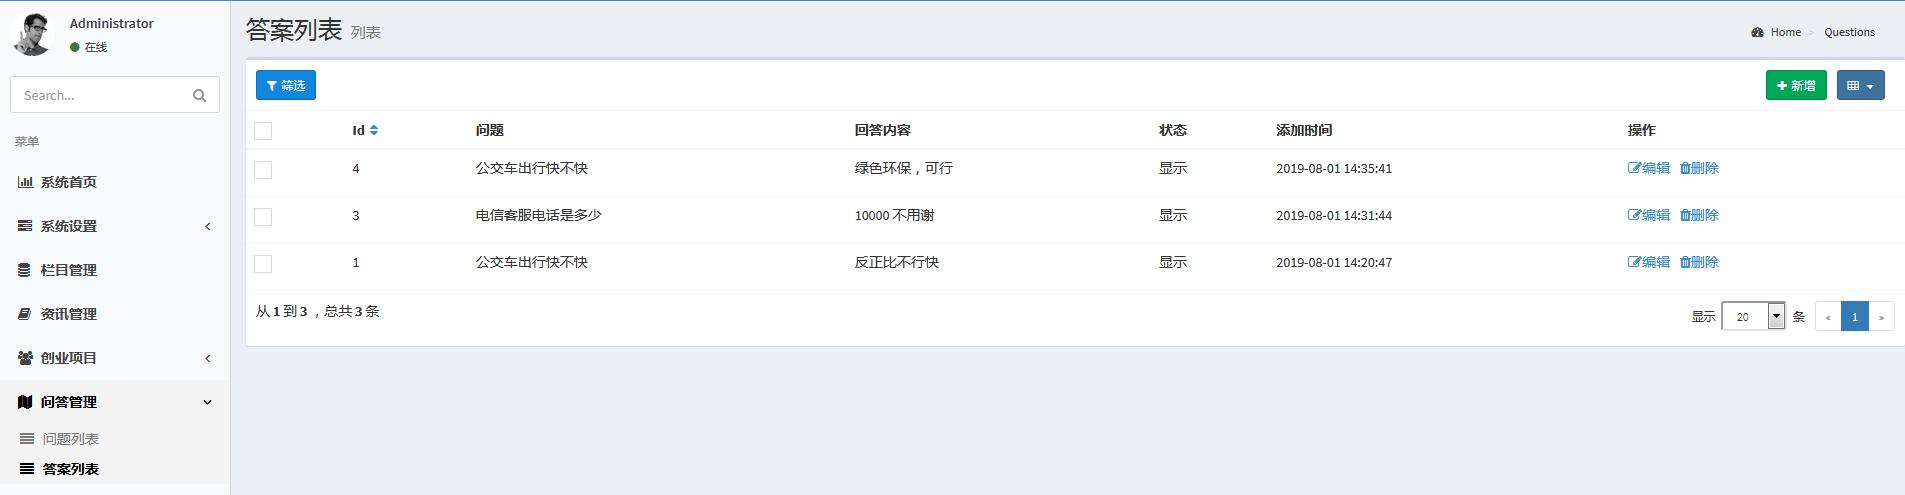 Administrator
在线
Search...
菜单
系统首页
系统设置
栏目管理
资讯管理
创业项目
问答管理
问题列表
答案列表
答案列表 列表
Home > Questions
筛选
新增
Id 问题 回答内容 状态 添加时间 操作
4 公交车出行快不快 绿色环保，可行 显示 2019-08-01 14:35:41 编辑 删除
3 电信客服电话是多少 10000 不用谢 显示 2019-08-01 14:31:44 编辑 删除
1 公交车出行快不快 反正比不行快 显示 2019-08-01 14:20:47 编辑 删除
从 1 到 3 ，总共 3 条
显示 20 条 « 1 »